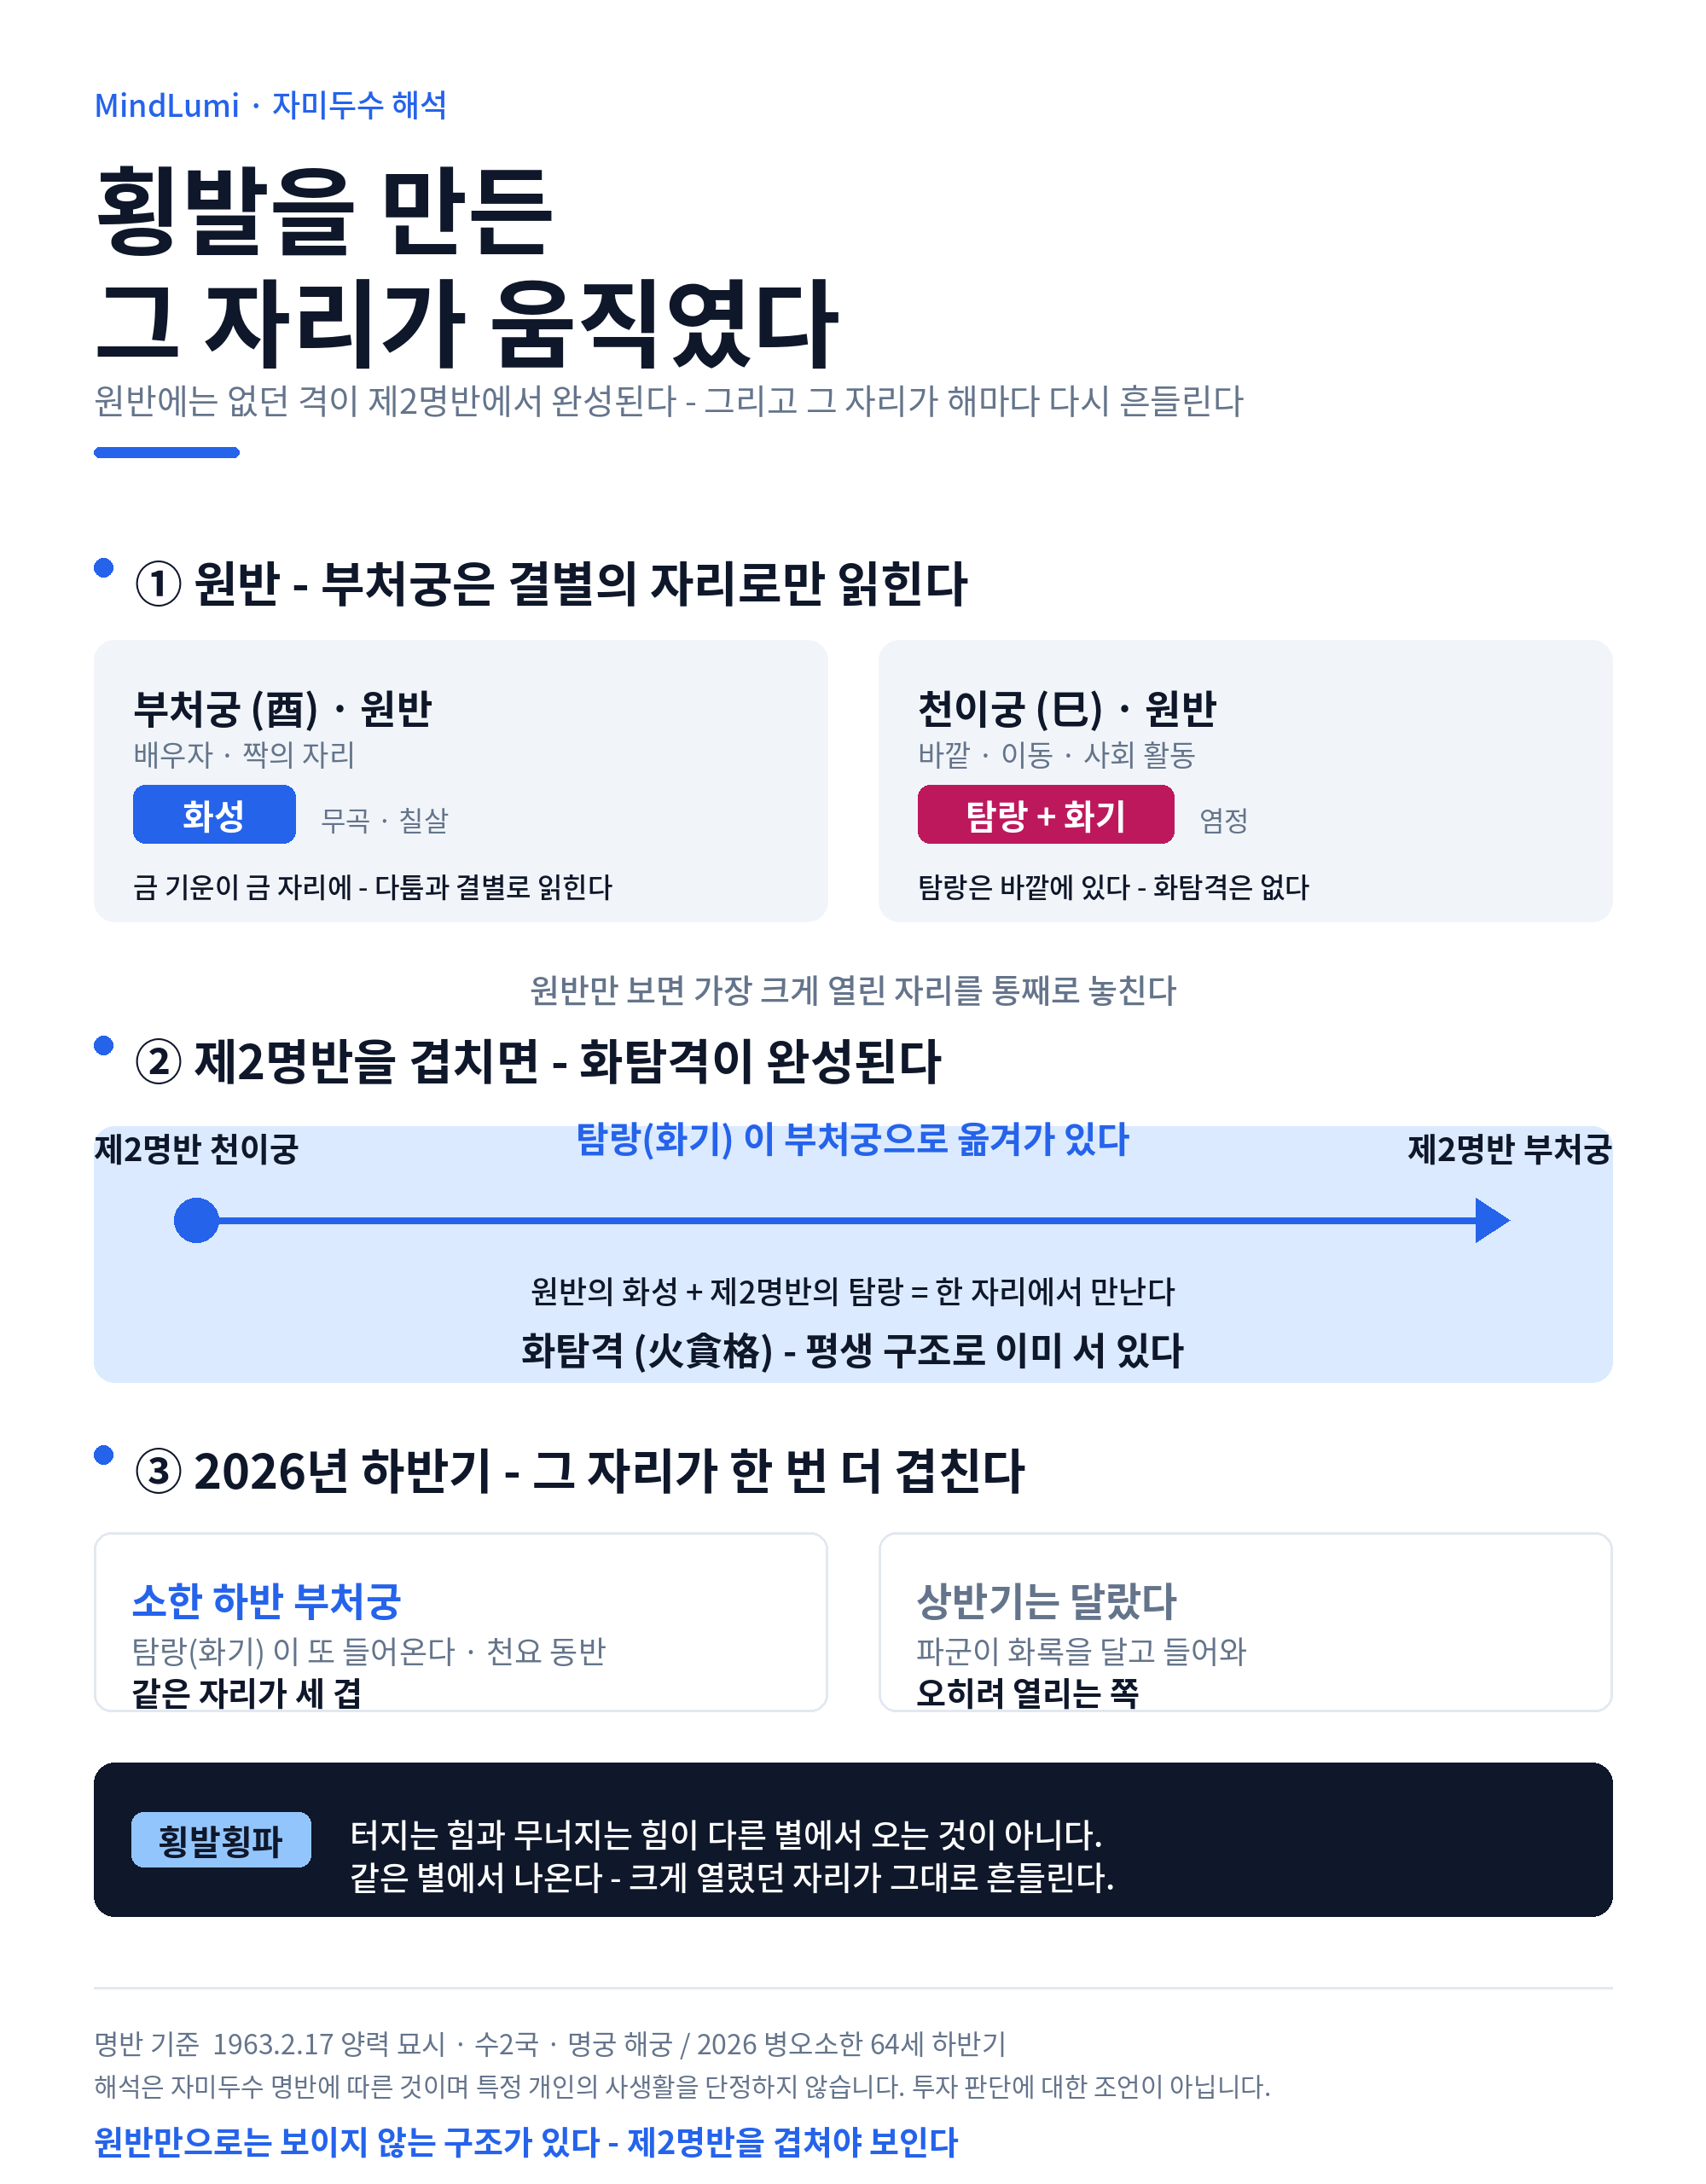 MindLumi · 자미두수 해석
횡발을 만든
그 자리가 움직였다
원반에는 없던 격이 제2명반에서 완성된다 - 그리고 그 자리가 해마다 다시 흔들린다
① 원반 - 부처궁은 결별의 자리로만 읽힌다
부처궁 (酉) · 원반
배우자 · 짝의 자리
화성 무곡 · 칠살
금 기운이 금 자리에 - 다툼과 결별로 읽힌다
천이궁 (巳) · 원반
바깥 · 이동 · 사회 활동
탐랑 + 화기 염정
탐랑은 바깥에 있다 - 화탐격은 없다
원반만 보면 가장 크게 열린 자리를 통째로 놓친다
② 제2명반을 겹치면 - 화탐격이 완성된다
제2명반 천이궁
탐랑(화기) 이 부처궁으로 옮겨가 있다
제2명반 부처궁
원반의 화성 + 제2명반의 탐랑 = 한 자리에서 만난다
화탐격 (火貪格) - 평생 구조로 이미 서 있다
③ 2026년 하반기 - 그 자리가 한 번 더 겹친다
소한 하반 부처궁
탐랑(화기) 이 또 들어온다 · 천요 동반
같은 자리가 세 겹
상반기는 달랐다
파군이 화록을 달고 들어와
오히려 열리는 쪽
횡발횡파
터지는 힘과 무너지는 힘이 다른 별에서 오는 것이 아니다.
같은 별에서 나온다 - 크게 열렸던 자리가 그대로 흔들린다.
명반 기준 1963.2.17 양력 묘시 · 수2국 · 명궁 해궁 / 2026 병오소한 64세 하반기
해석은 자미두수 명반에 따른 것이며 특정 개인의 사생활을 단정하지 않습니다. 투자 판단에 대한 조언이 아닙니다.
원반만으로는 보이지 않는 구조가 있다 - 제2명반을 겹쳐야 보인다